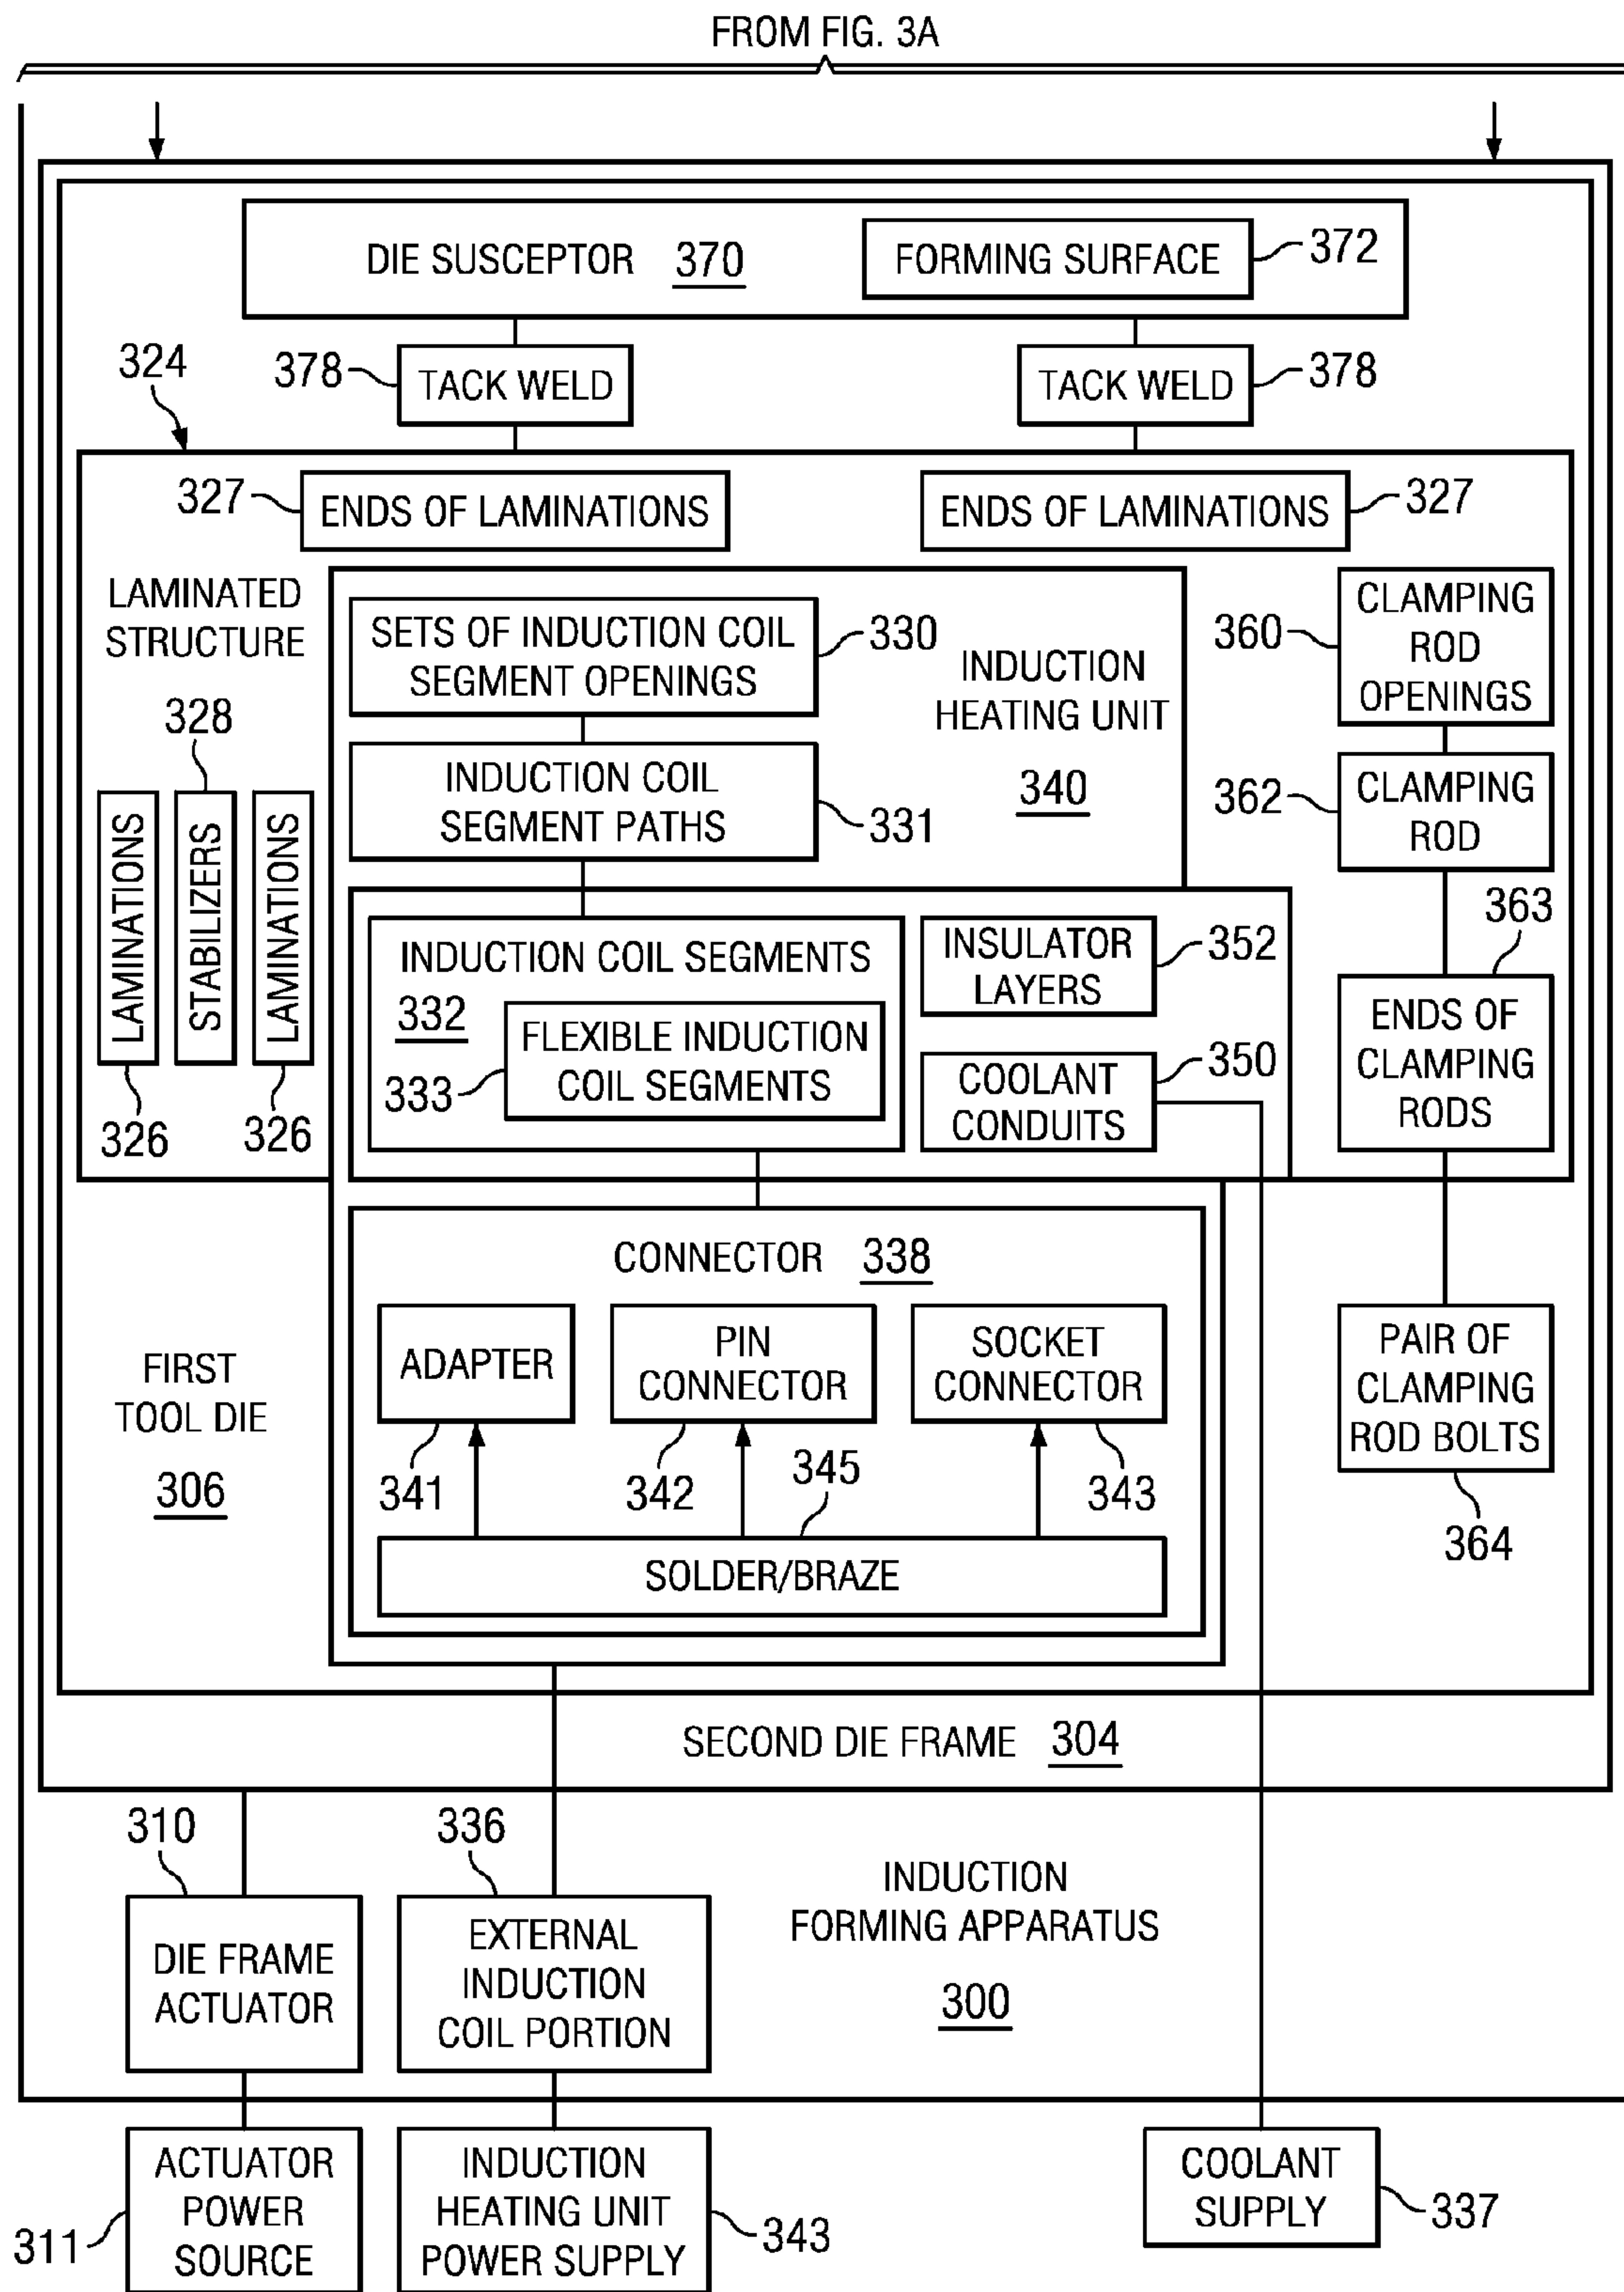 FROM FIG. 3A
DIE SUSCEPTOR 370
FORMING SURFACE
372
324
378
TACK WELD
TACK WELD
378
327
ENDS OF LAMINATIONS
ENDS OF LAMINATIONS
327
LAMINATED
STRUCTURE
328
LAMINATIONS
STABILIZERS
LAMINATIONS
326
326
SETS OF INDUCTION COIL
SEGMENT OPENINGS
330
INDUCTION COIL
SEGMENT PATHS
331
INDUCTION
HEATING UNIT
340
360
CLAMPING
ROD
OPENINGS
362
CLAMPING
ROD
363
ENDS OF
CLAMPING
RODS
INDUCTION COIL SEGMENTS
332
FLEXIBLE INDUCTION
COIL SEGMENTS
333
INSULATOR
LAYERS
352
COOLANT
CONDUITS
350
CONNECTOR 338
ADAPTER
341
PIN
CONNECTOR
342
SOCKET
CONNECTOR
343
345
SOLDER/BRAZE
PAIR OF
CLAMPING
ROD BOLTS
364
FIRST
TOOL DIE
306
SECOND DIE FRAME 304
310
DIE FRAME
ACTUATOR
336
EXTERNAL
INDUCTION
COIL PORTION
INDUCTION
FORMING APPARATUS
300
311
ACTUATOR
POWER
SOURCE
INDUCTION
HEATING UNIT
POWER SUPPLY
343
COOLANT
SUPPLY
337